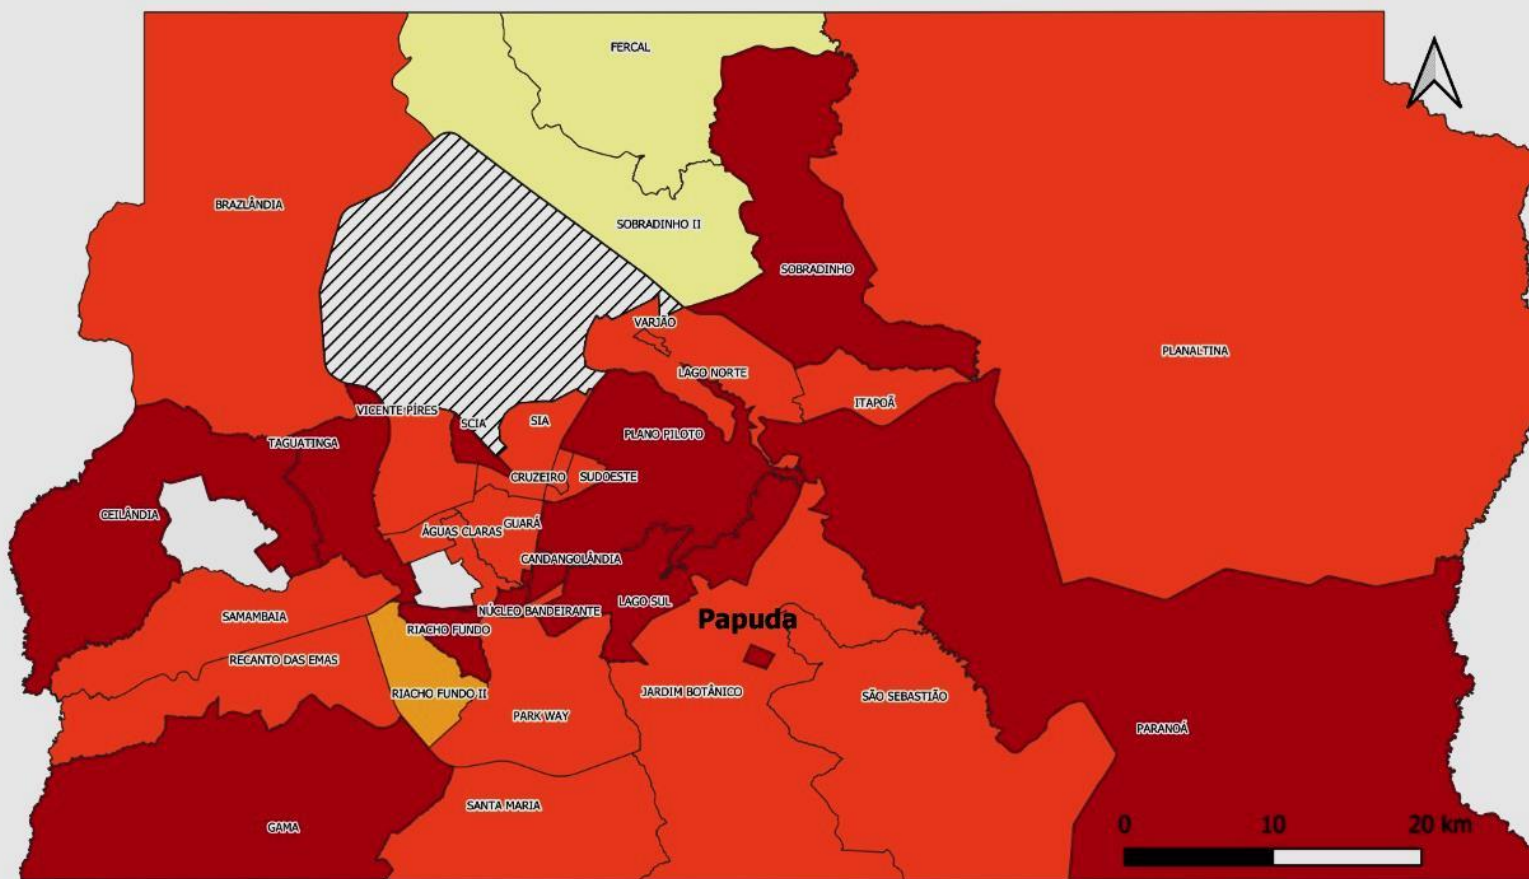 FERCAL
BRAZLÂNDIA
SOBRADINHO II
SOBRADINHO
VARJÃO
PLANALTINA
LAGO NORTE
ITAPOÃ
VICENTE PÍRES
SCIA
SIA
PLANO PILOTO
TAGUATINGA
CRUZEIRO
SUDOESTE
CEILÂNDIA
ÁGUAS CLARAS
GUARÁ
CANDANGOLÂNDIA
LAGO SUL
NÚCLEO BANDEIRANTE
SAMAMBAIA
RIACHO FUNDO
Papuda
RECANTO DAS EMAS
RIACHO FUNDO II
JARDIM BOTÂNICO
SÃO SEBASTIÃO
PARK WAY
PARANOÁ
SANTA MARIA
GAMA
0 10 20 km